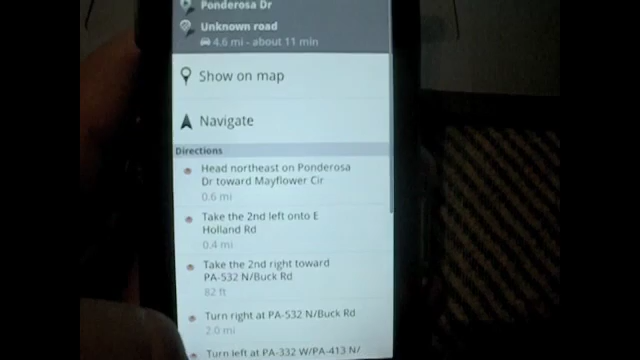 Ponderosa Dr
Unknown road
4.6 mi - about 11 min
Show on map
Navigate
Directions
Head northeast on Ponderosa
Dr toward Mayflower Cir
0.6 mi
Take the 2nd left onto E
Holland Rd
0.4 mi
Take the 2nd right toward
PA-532 N/Buck Rd
82 ft
Turn right at PA-532 N/Buck Rd
2.0 mi
Turn left at PA-332 W/PA-413 N/